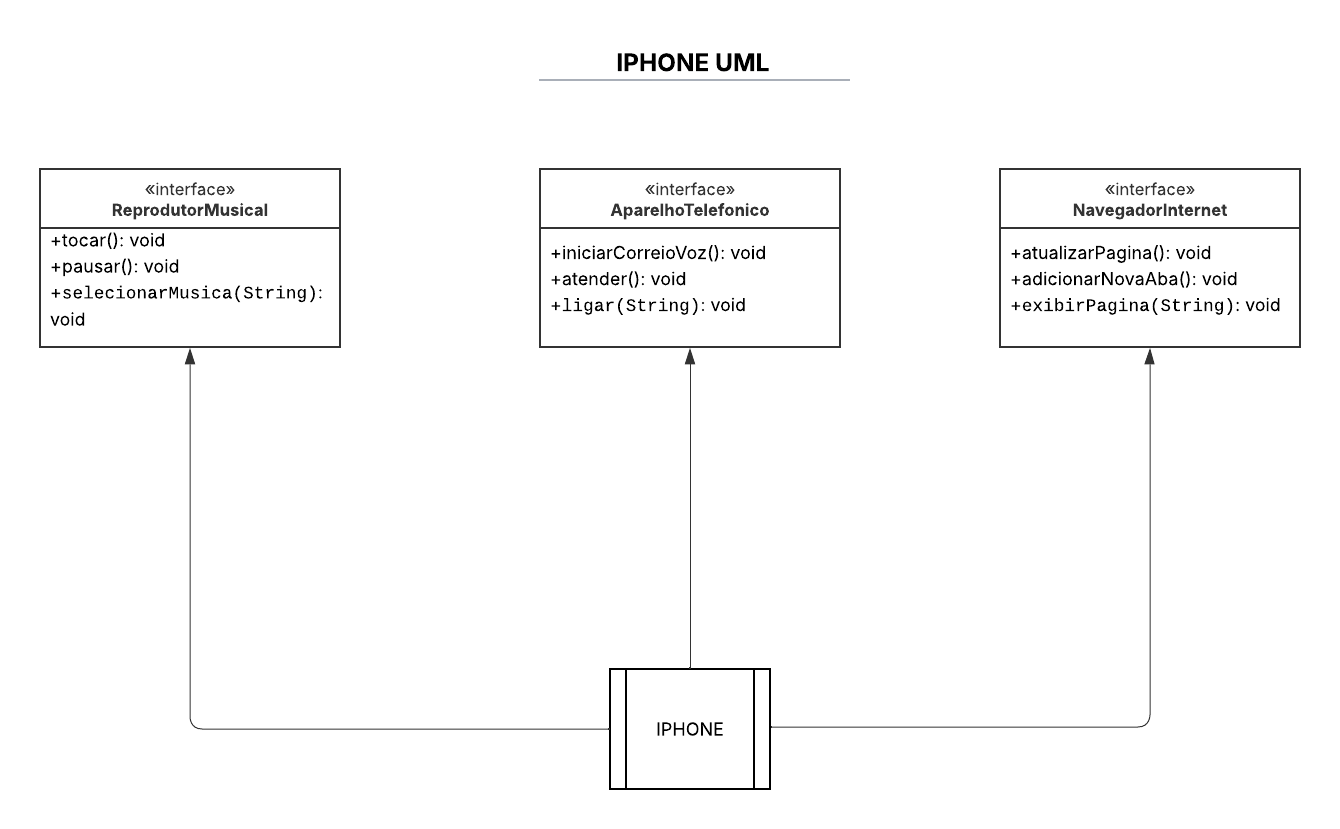 IPHONE UML
«interface»
ReprodutorMusical
+tocar(): void
+pausar(): void
+selecionarMusica(String):
void
«interface»
AparelhoTelefonico
+iniciarCorreioVoz(): void
+atender(): void
+ligar(String): void
«interface»
NavegadorInternet
+atualizarPagina(): void
+adicionarNovaAba(): void
+exibirPagina(String): void
IPHONE